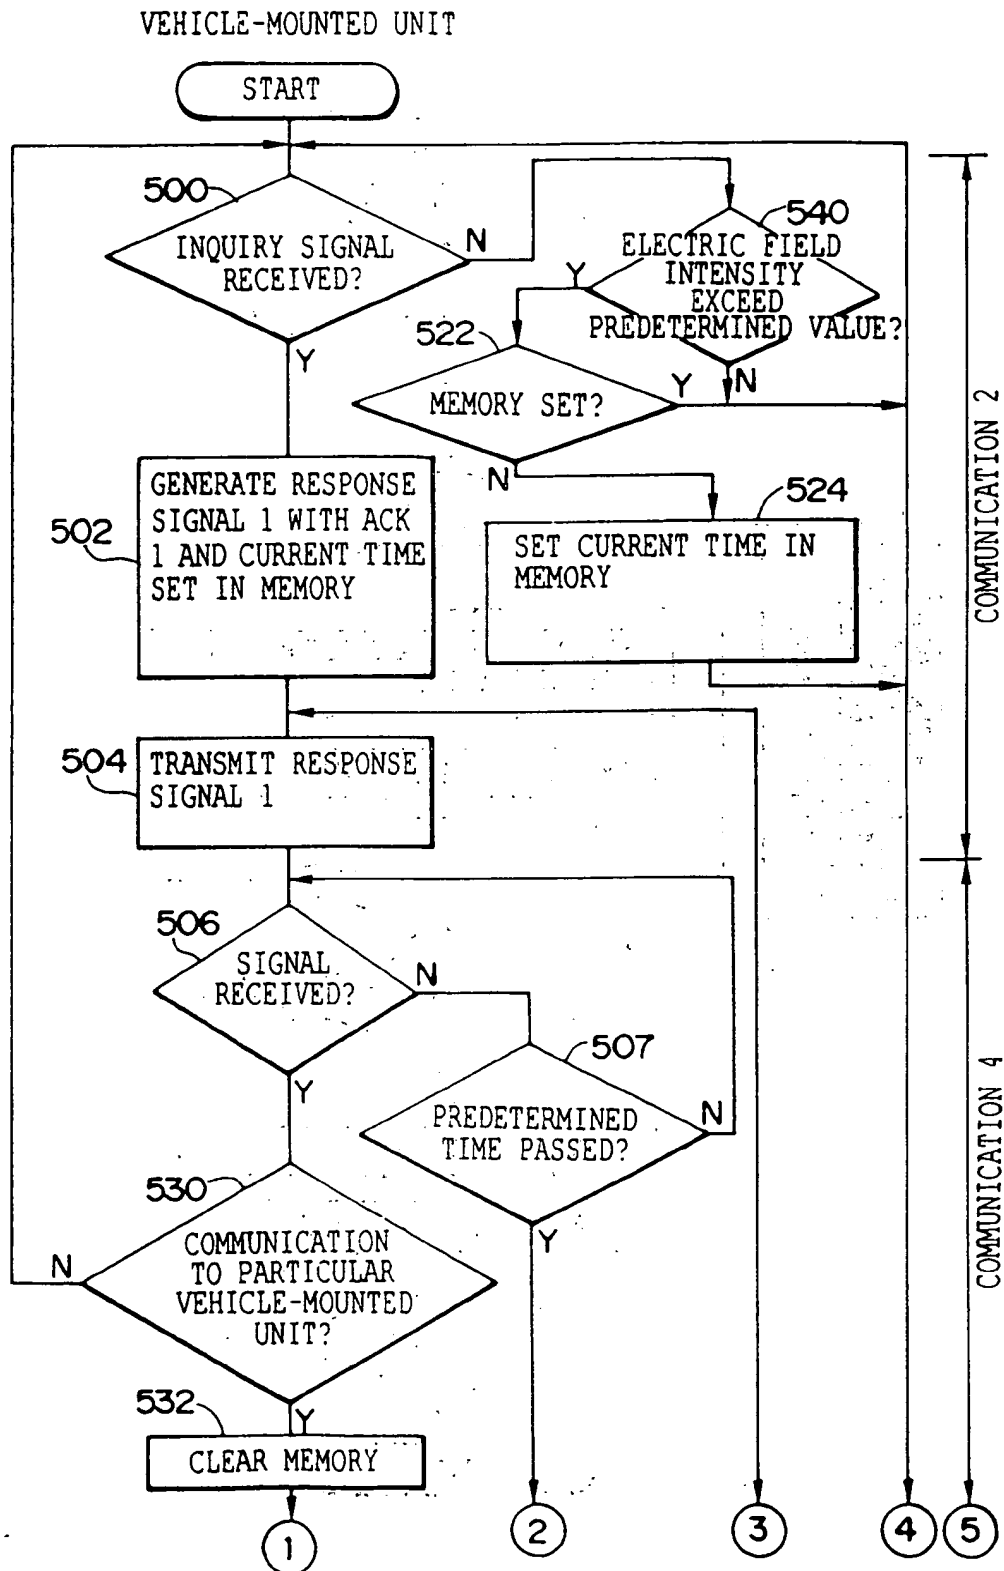 VEHICLE-MOUNTED UNIT
START
500
INQUIRY SIGNAL
RECEIVED?
N
Y
540
ELECTRIC FIELD
INTENSITY
EXCEED
PREDETERMINED VALUE?
Y
N
522
MEMORY SET?
Y
N
502
GENERATE RESPONSE
SIGNAL 1 WITH ACK
1 AND CURRENT TIME
SET IN MEMORY
524
SET CURRENT TIME IN
MEMORY
COMMUNICATION 2
504
TRANSMIT RESPONSE
SIGNAL 1
506
SIGNAL
RECEIVED?
N
Y
507
PREDETERMINED
TIME PASSED?
N
Y
COMMUNICATION 4
530
COMMUNICATION
TO PARTICULAR
VEHICLE-MOUNTED
UNIT?
N
Y
532
CLEAR MEMORY
1
2
3
4
5